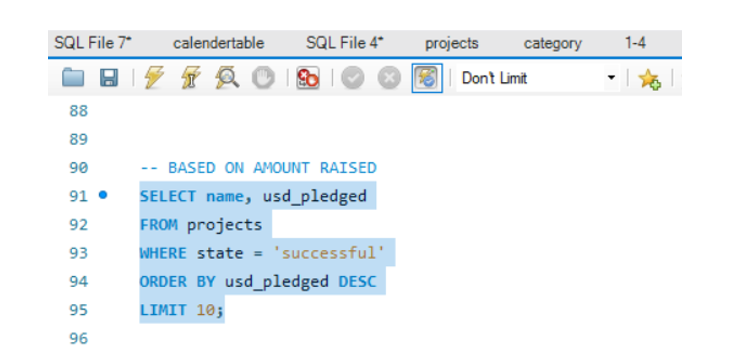 SQL File 7* calendertable SQL File 4* projects category 1-4
Don't Limit
88
89
90 -- BASED ON AMOUNT RAISED
91 SELECT name, usd_pledged
92 FROM projects
93 WHERE state = 'successful'
94 ORDER BY usd_pledged DESC
95 LIMIT 10;
96